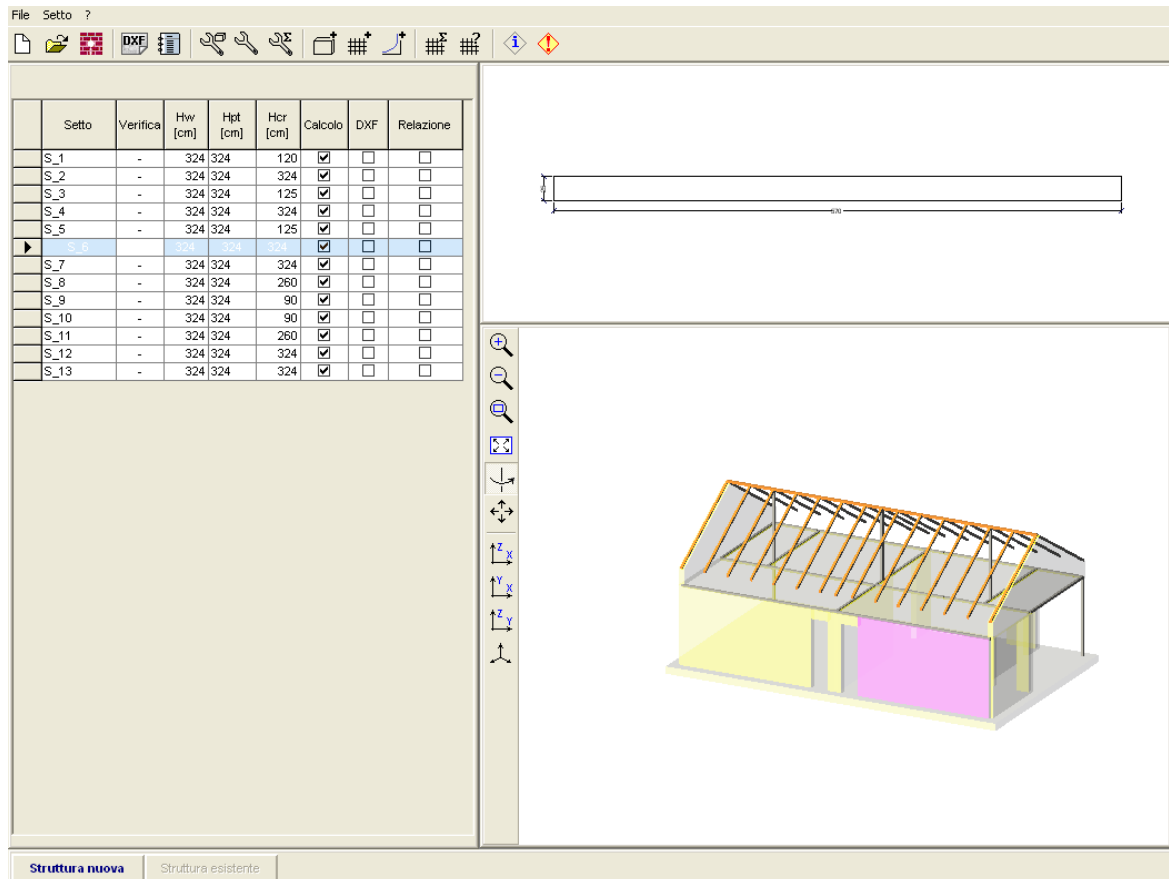 File Setto ?
DXF
Setto Verifica Hw [cm] Hpt [cm] Hcr [cm] Calcolo DXF Relazione
S_1 - 324 324 120
S_2 - 324 324 324
S_3 - 324 324 125
S_4 - 324 324 324
S_5 - 324 324 125
S_6 324 324 324
S_7 - 324 324 324
S_8 - 324 324 260
S_9 - 324 324 90
S_10 - 324 324 90
S_11 - 324 324 260
S_12 - 324 324 324
S_13 - 324 324 324
Z X
Y X
Z Y
Struttura nuova Struttura esistente